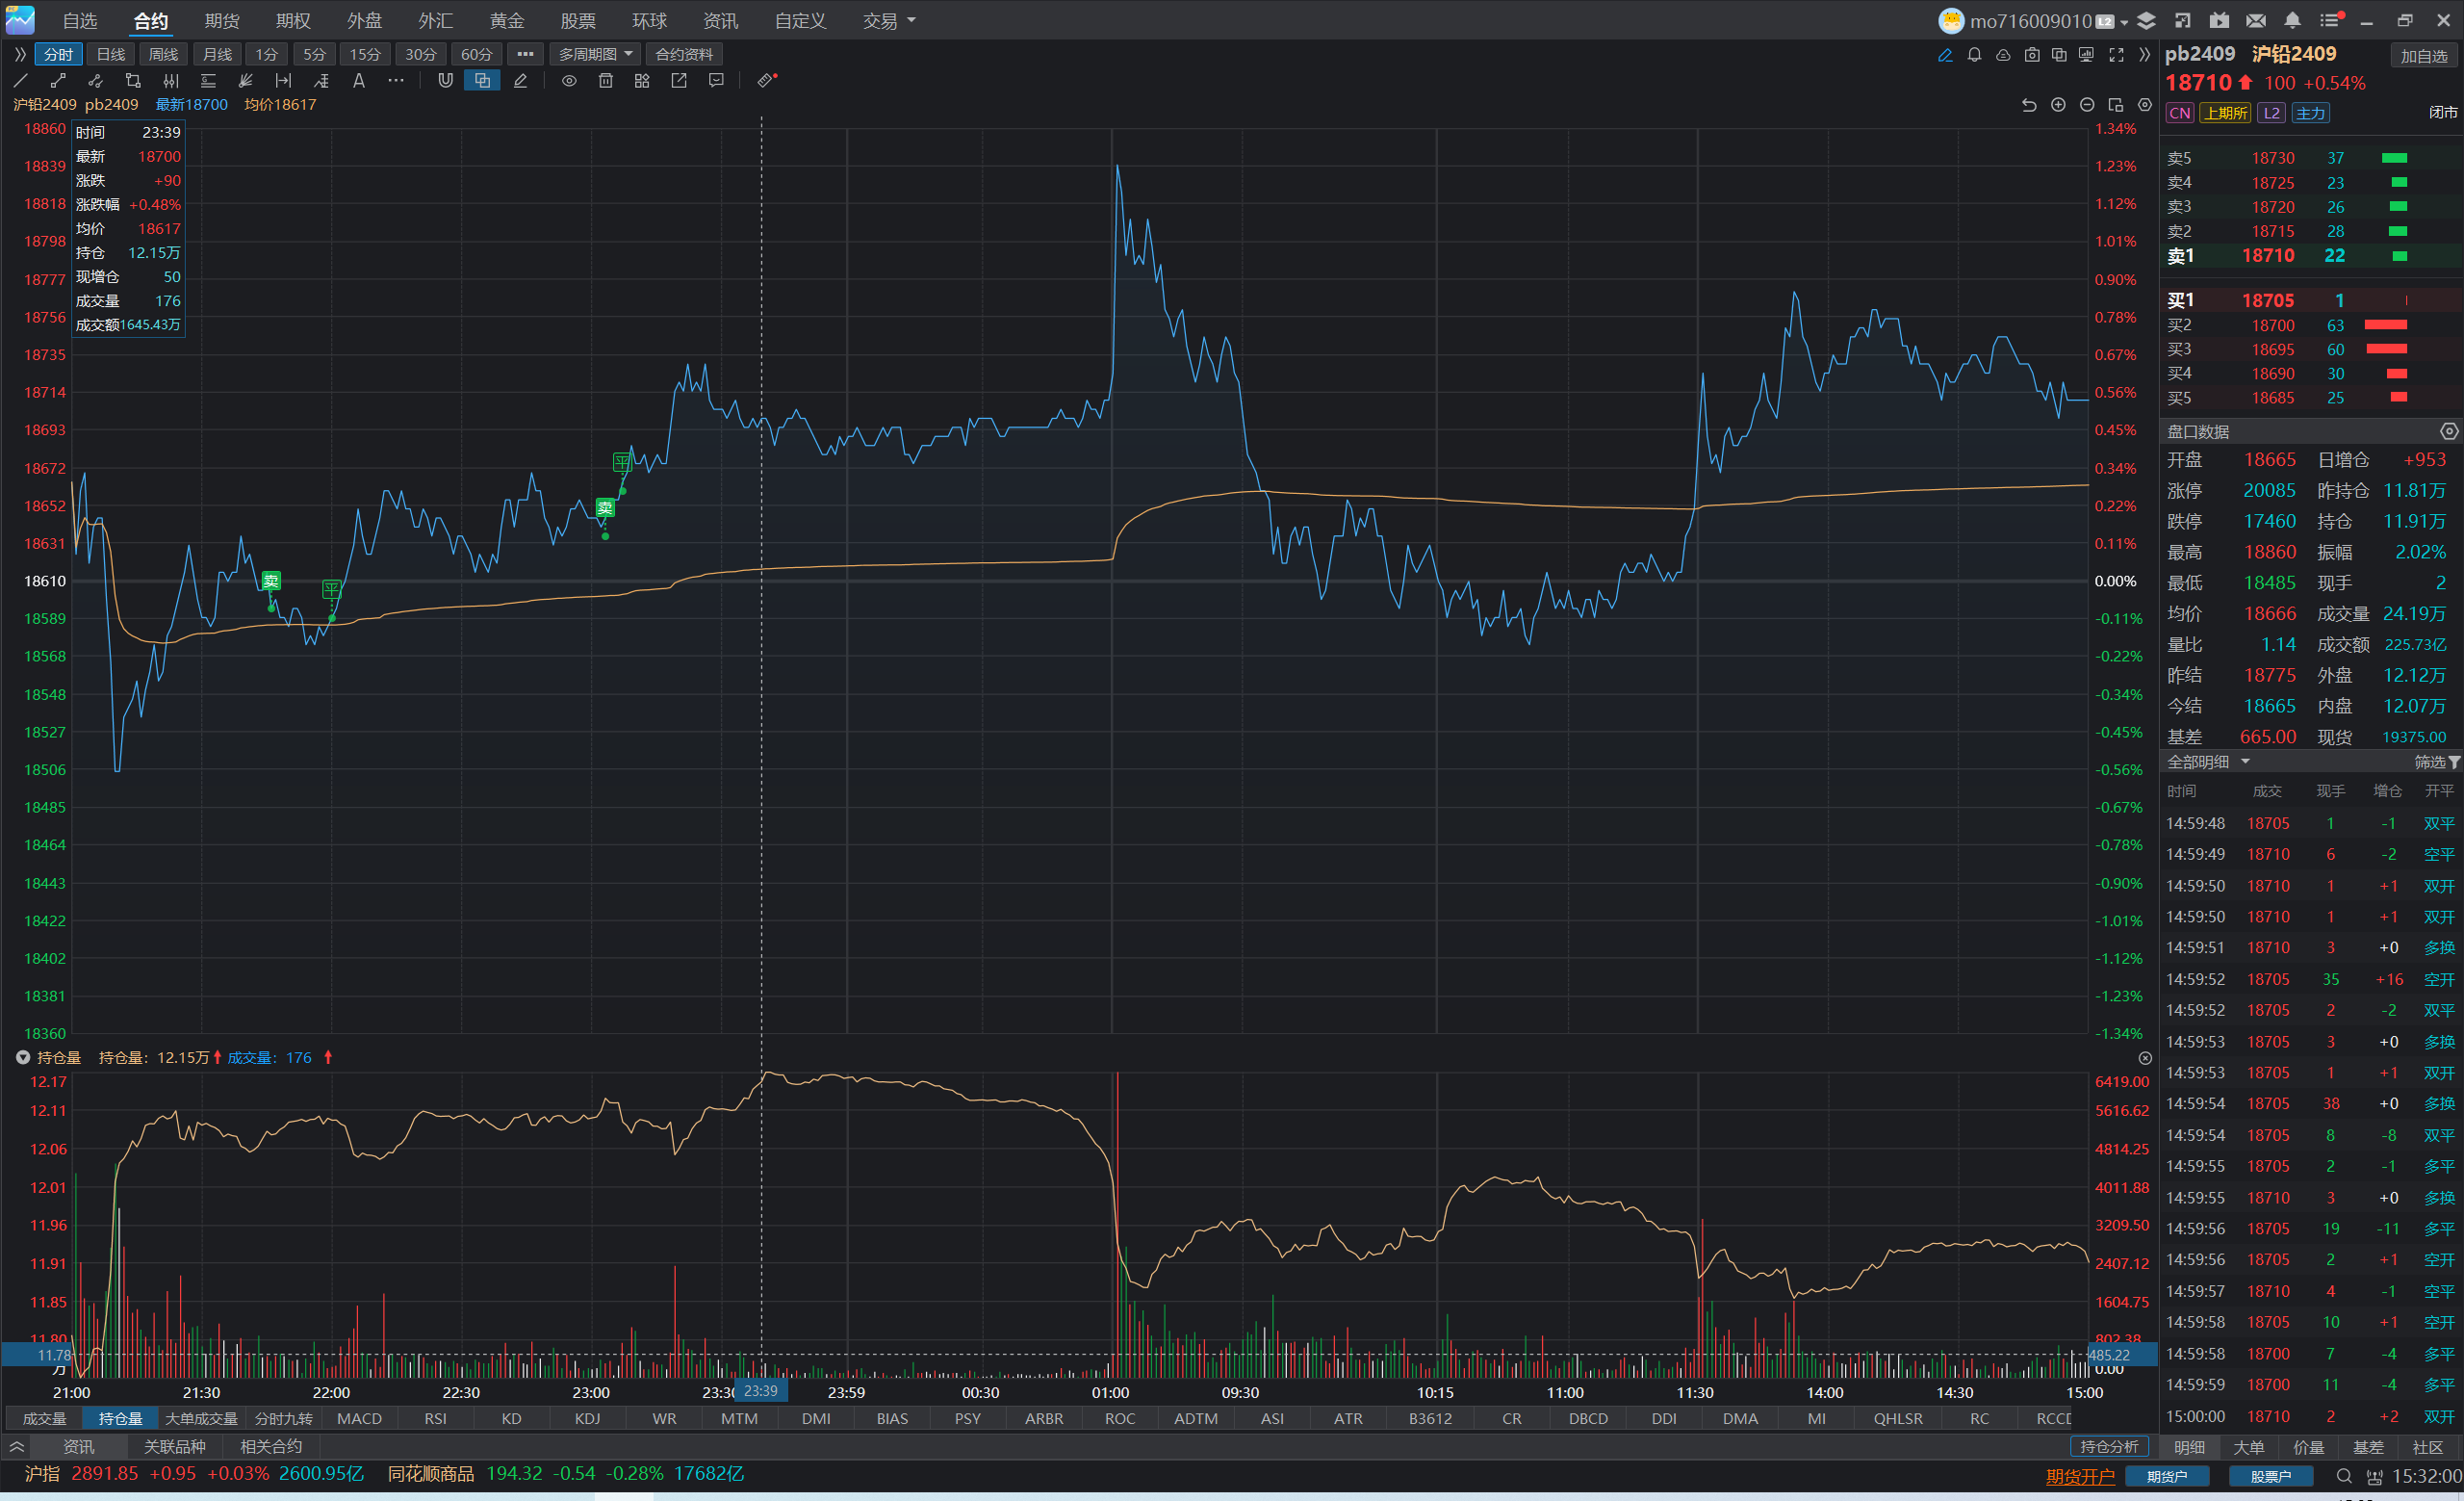 自选 合约 期货 期权 外盘 外汇 黄金 股票 环球 资讯 自定义 交易 mo716009010 L2
分时 日线 周线 月线 1分 5分 15分 30分 60分 ••• 多周期图 合约资料
沪铅2409 pb2409 最新18700 均价18617
时间 23:39
最新 18700
涨跌 +90
涨跌幅 +0.48%
均价 18617
持仓 12.15万
现增仓 50
成交量 176
成交额1645.43万
18860 1.34%
18839 1.23%
18818 1.12%
18798 1.01%
18777 0.90%
18756 0.78%
18735 0.67%
18714 0.56%
18693 0.45%
18672 0.34%
18652 0.22%
18631 0.11%
18610 0.00%
18589 -0.11%
18568 -0.22%
18548 -0.34%
18527 -0.45%
18506 -0.56%
18485 -0.67%
18464 -0.78%
18443 -0.90%
18422 -1.01%
18402 -1.12%
18381 -1.23%
18360 -1.34%
卖 平 卖 平
持仓量 持仓量: 12.15万 成交量: 176
12.17 6419.00
12.11 5616.62
12.06 4814.25
12.01 4011.88
11.96 3209.50
11.91 2407.12
11.85 1604.75
11.80 802.38
11.78 485.22
万 0.00
21:00 21:30 22:00 22:30 23:00 23:30 23:39 23:59 00:30 01:00 09:30 10:15 11:00 11:30 14:00 14:30 15:00
成交量 持仓量 大单成交量 分时九转 MACD RSI KD KDJ WR MTM DMI BIAS PSY ARBR ROC ADTM ASI ATR B3612 CR DBCD DDI DMA MI QHLSR RC RCCD
资讯 关联品种 相关合约 持仓分析
沪指 2891.85 +0.95 +0.03% 2600.95亿 同花顺商品 194.32 -0.54 -0.28% 17682亿 期货开户 期货户 股票户 15:32:00
pb2409 沪铅2409 加自选
18710 100 +0.54%
CN 上期所 L2 主力 闭市
卖5 18730 37
卖4 18725 23
卖3 18720 26
卖2 18715 28
卖1 18710 22
买1 18705 1
买2 18700 63
买3 18695 60
买4 18690 30
买5 18685 25
盘口数据
开盘 18665 日增仓 +953
涨停 20085 昨持仓 11.81万
跌停 17460 持仓 11.91万
最高 18860 振幅 2.02%
最低 18485 现手 2
均价 18666 成交量 24.19万
量比 1.14 成交额 225.73亿
昨结 18775 外盘 12.12万
今结 18665 内盘 12.07万
基差 665.00 现货 19375.00
全部明细 筛选
时间 成交 现手 增仓 开平
14:59:48 18705 1 -1 双平
14:59:49 18710 6 -2 空平
14:59:50 18710 1 +1 双开
14:59:50 18710 1 +1 双开
14:59:51 18710 3 +0 多换
14:59:52 18705 35 +16 空开
14:59:52 18705 2 -2 双平
14:59:53 18705 3 +0 多换
14:59:53 18705 1 +1 双开
14:59:54 18705 38 +0 多换
14:59:54 18705 8 -8 双平
14:59:55 18705 2 -1 多平
14:59:55 18710 3 +0 多换
14:59:56 18705 19 -11 多平
14:59:56 18705 2 +1 空开
14:59:57 18710 4 -1 空平
14:59:58 18705 10 +1 空开
14:59:58 18700 7 -4 多平
14:59:59 18700 11 -4 多平
15:00:00 18710 2 +2 双开
明细 大单 价量 基差 社区